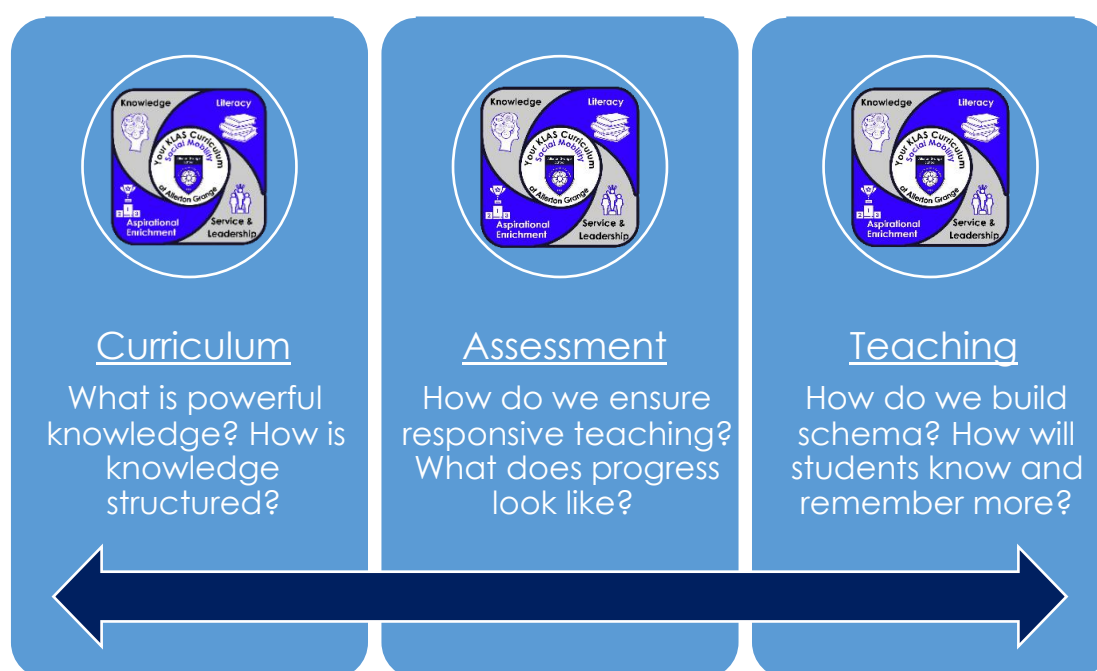 Knowledge
Literacy
Your KLAS Curriculum
Social Mobility
at Allerton Grange
Aspirational
Enrichment
Service &
Leadership
Curriculum
What is powerful
knowledge? How is
knowledge
structured?
Knowledge
Literacy
Your KLAS Curriculum
Social Mobility
at Allerton Grange
Aspirational
Enrichment
Service &
Leadership
Assessment
How do we ensure
responsive teaching?
What does progress
look like?
Knowledge
Literacy
Your KLAS Curriculum
Social Mobility
at Allerton Grange
Aspirational
Enrichment
Service &
Leadership
Teaching
How do we build
schema? How will
students know and
remember more?